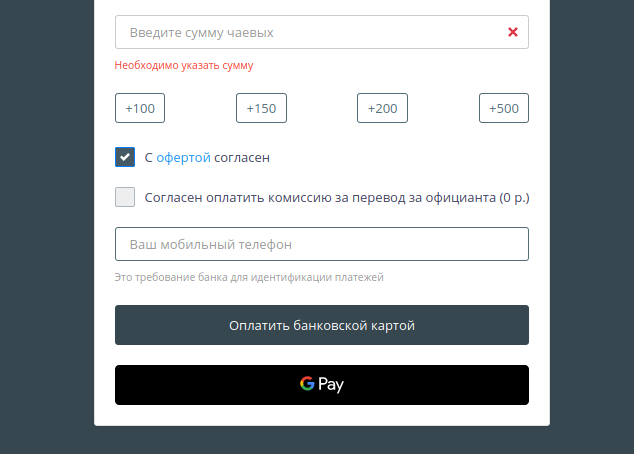 Введите сумму чаевых
Необходимо указать сумму
+100 +150 +200 +500
С офертой согласен
Согласен оплатить комиссию за перевод за официанта (0 р.)
Ваш мобильный телефон
Это требование банка для идентификации платежей
Оплатить банковской картой
G Pay